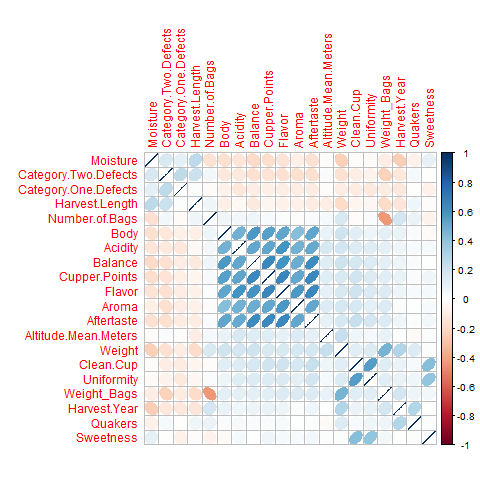 Moisture
Category.Two.Defects
Category.One.Defects
Harvest.Length
Number.of.Bags
Body
Acidity
Balance
Cupper.Points
Flavor
Aroma
Aftertaste
Altitude.Mean.Meters
Weight
Clean.Cup
Uniformity
Weight_Bags
Harvest.Year
Quakers
Sweetness
Moisture
Category.Two.Defects
Category.One.Defects
Harvest.Length
Number.of.Bags
Body
Acidity
Balance
Cupper.Points
Flavor
Aroma
Aftertaste
Altitude.Mean.Meters
Weight
Clean.Cup
Uniformity
Weight_Bags
Harvest.Year
Quakers
Sweetness
1
0.8
0.6
0.4
0.2
0
-0.2
-0.4
-0.6
-0.8
-1